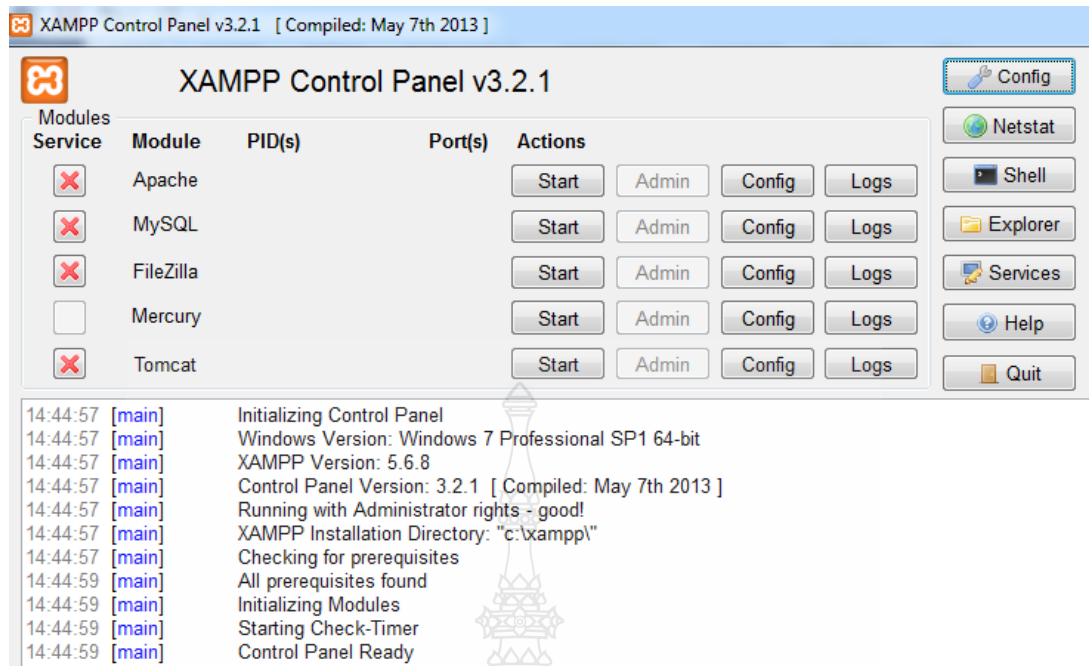 XAMPP Control Panel v3.2.1 [ Compiled: May 7th 2013 ]
XAMPP Control Panel v3.2.1
Config
Modules
Service Module PID(s) Port(s) Actions
Netstat
Apache Start Admin Config Logs
Shell
MySQL Start Admin Config Logs
Explorer
FileZilla Start Admin Config Logs
Services
Mercury Start Admin Config Logs
Help
Tomcat Start Admin Config Logs
Quit
14:44:57 [main] Initializing Control Panel
14:44:57 [main] Windows Version: Windows 7 Professional SP1 64-bit
14:44:57 [main] XAMPP Version: 5.6.8
14:44:57 [main] Control Panel Version: 3.2.1 [ Compiled: May 7th 2013 ]
14:44:57 [main] Running with Administrator rights - good!
14:44:57 [main] XAMPP Installation Directory: "c:\xampp\"
14:44:57 [main] Checking for prerequisites
14:44:59 [main] All prerequisites found
14:44:59 [main] Initializing Modules
14:44:59 [main] Starting Check-Timer
14:44:59 [main] Control Panel Ready